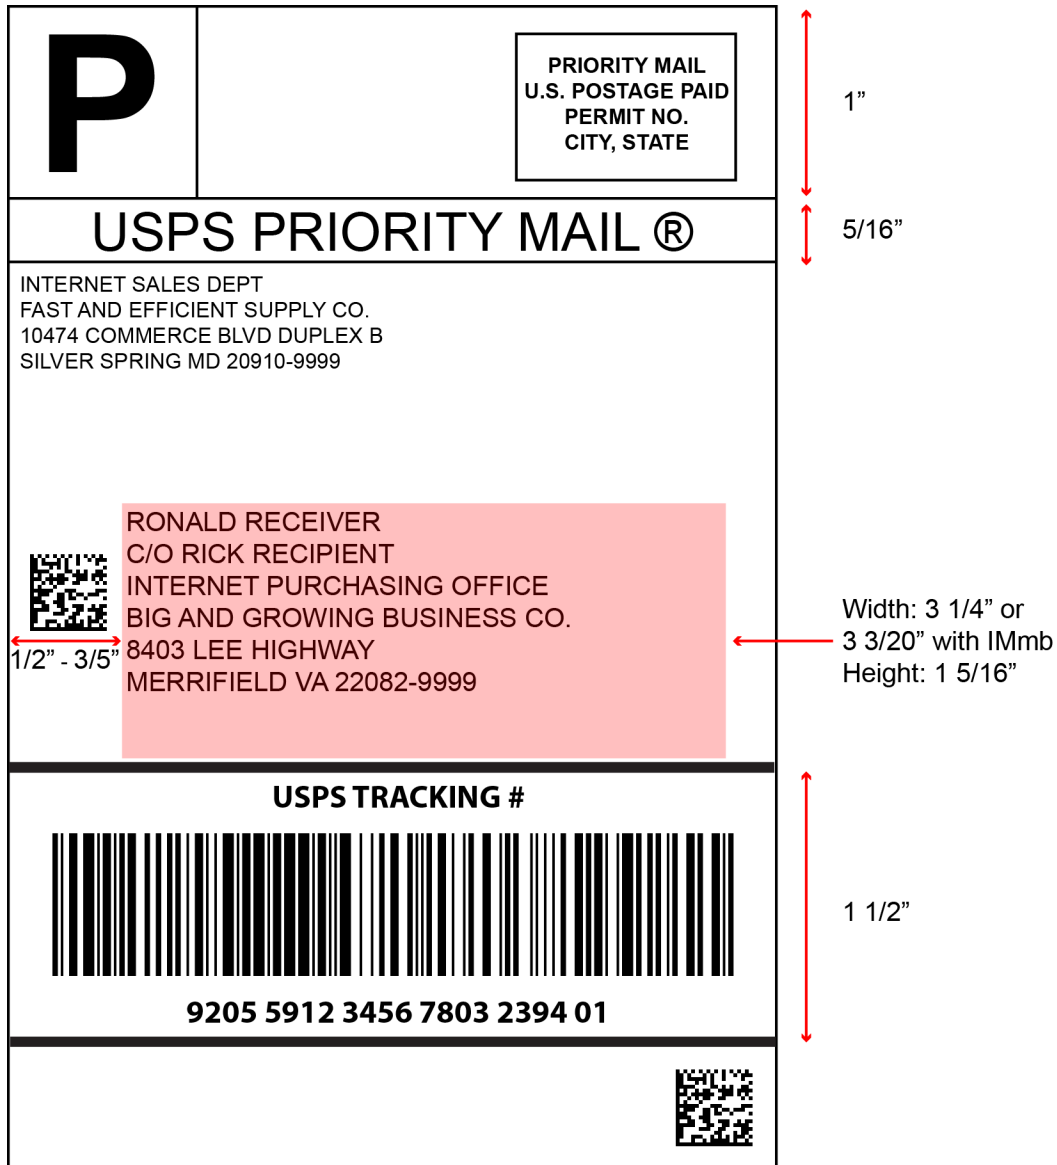 P
PRIORITY MAIL
U.S. POSTAGE PAID
PERMIT NO.
CITY, STATE
1”
USPS PRIORITY MAIL ®
5/16”
INTERNET SALES DEPT
FAST AND EFFICIENT SUPPLY CO.
10474 COMMERCE BLVD DUPLEX B
SILVER SPRING MD 20910-9999
RONALD RECEIVER
C/O RICK RECIPIENT
INTERNET PURCHASING OFFICE
BIG AND GROWING BUSINESS CO.
8403 LEE HIGHWAY
MERRIFIELD VA 22082-9999
1/2” - 3/5”
Width: 3 1/4” or
3 3/20” with IMmb
Height: 1 5/16”
USPS TRACKING #
1 1/2”
9205 5912 3456 7803 2394 01